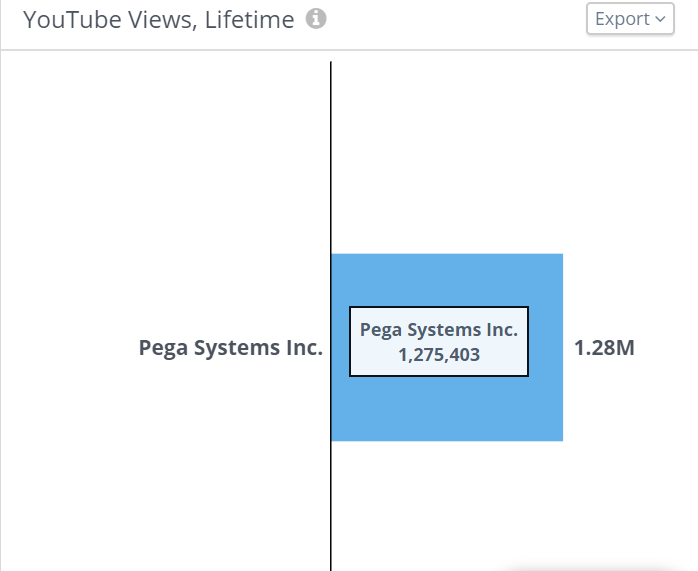 YouTube Views, Lifetime
Export
Pega Systems Inc.
Pega Systems Inc.
1,275,403
1.28M